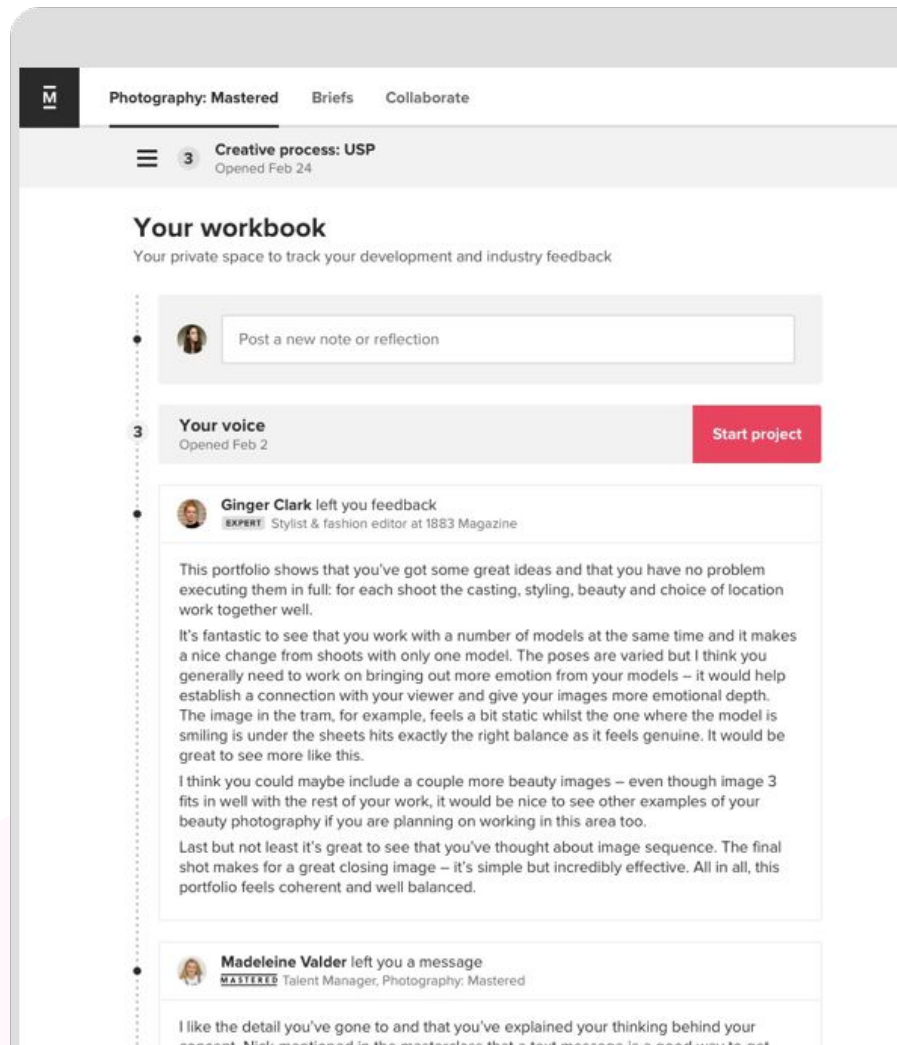 M
Photography: Mastered Briefs Collaborate
3 Creative process: USP
Opened Feb 24
Your workbook
Your private space to track your development and industry feedback
Post a new note or reflection
3 Your voice
Opened Feb 2
Start project
Ginger Clark left you feedback
EXPERT Stylist & fashion editor at 1883 Magazine
This portfolio shows that you’ve got some great ideas and that you have no problem
executing them in full: for each shoot the casting, styling, beauty and choice of location
work together well.
It’s fantastic to see that you work with a number of models at the same time and it makes
a nice change from shoots with only one model. The poses are varied but I think you
generally need to work on bringing out more emotion from your models – it would help
establish a connection with your viewer and give your images more emotional depth.
The image in the tram, for example, feels a bit static whilst the one where the model is
smiling is under the sheets hits exactly the right balance as it feels genuine. It would be
great to see more like this.
I think you could maybe include a couple more beauty images – even though image 3
fits in well with the rest of your work, it would be nice to see other examples of your
beauty photography if you are planning on working in this area too.
Last but not least it’s great to see that you’ve thought about image sequence. The final
shot makes for a great closing image – it’s simple but incredibly effective. All in all, this
portfolio feels coherent and well balanced.
Madeleine Valder left you a message
MASTERED Talent Manager, Photography: Mastered
I like the detail you’ve gone to and that you’ve explained your thinking behind your
concept. Nick mentioned in the masterclass that a text message is a good way to get